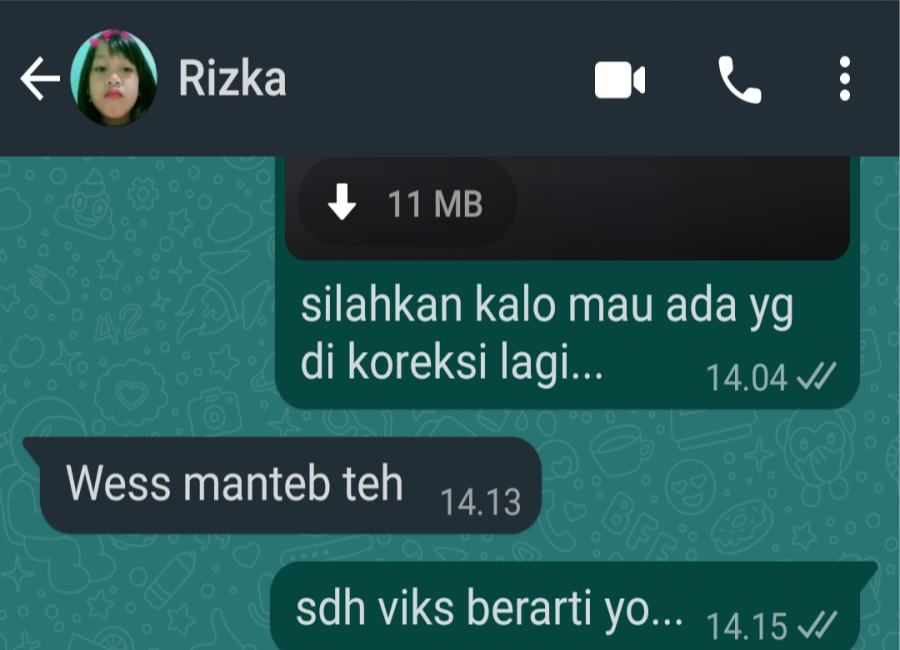 Rizka
11 MB
silahkan kalo mau ada yg
di koreksi lagi...
14.04
Wess manteb teh
14.13
sdh viks berarti yo...
14.15